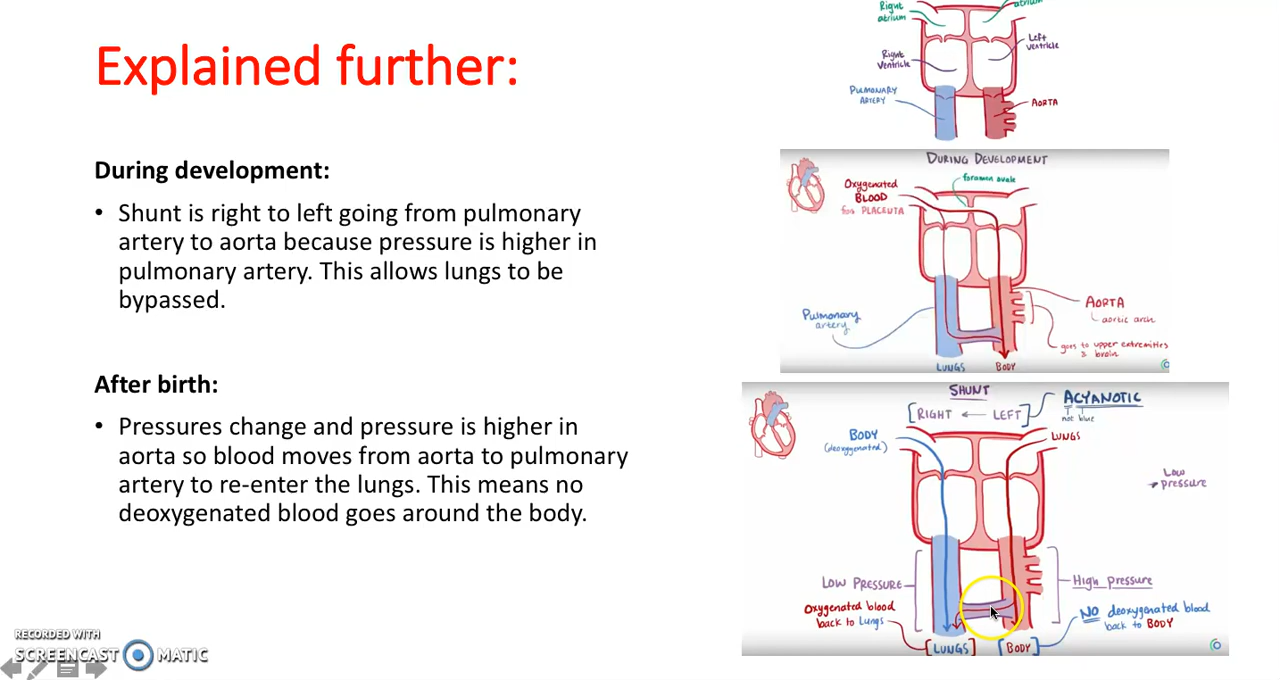 Explained further:
During development:
• Shunt is right to left going from pulmonary
artery to aorta because pressure is higher in
pulmonary artery. This allows lungs to be
bypassed.
After birth:
• Pressures change and pressure is higher in
aorta so blood moves from aorta to pulmonary
artery to re-enter the lungs. This means no
deoxygenated blood goes around the body.
Right
atrium
atrium
Right
Ventricle
Left
ventricle
PULMONARY
ARTERY
AORTA
DURING DEVELOPMENT
foramen ovale
Oxygenated
BLOOD
PLACEUTA
Pulmonary
artery
AORTA
aortic arch
goes to upper extremities
& brain
LUNGS
BODY
SHUNT
[RIGHT ← LEFT]
ACYANOTIC
not blue
BODY
(deoxygenated)
LUNGS
Low
pressure
LOW PRESSURE
High pressure
Oxygenated blood
back to Lungs
NO deoxygenated blood
back to BODY
[LUNGS]
[BODY]
RECORDED WITH
SCREENCAST MATIC